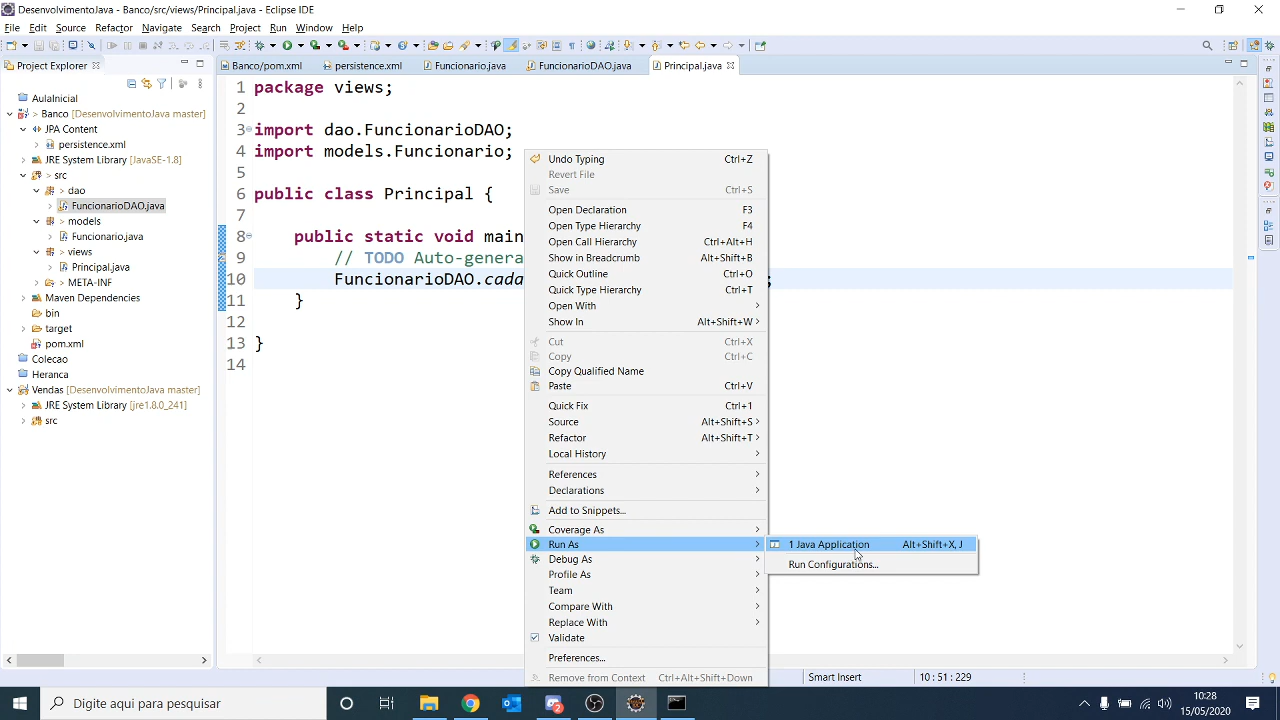 DesenvolvimentoJava - Banco/src/views/Principal.java - Eclipse IDE
File Edit Source Refactor Navigate Search Project Run Window Help
Project Explorer
Banco/pom.xml persistence.xml Funcionario.java FuncionarioDAO.java Principal.java
AulaInicial
> Banco [DesenvolvimentoJava master]
JPA Content
> persistence.xml
JRE System Library [JavaSE-1.8]
> src
> dao
> FuncionarioDAO.java
> models
> Funcionario.java
> views
> Principal.java
> META-INF
Maven Dependencies
bin
> target
> pom.xml
Colecao
Heranca
Vendas [DesenvolvimentoJava master]
JRE System Library [jre1.8.0_241]
src
1 package views;
2
3 import dao.FuncionarioDAO;
4 import models.Funcionario;
5
6 public class Principal {
7
8 public static void main
9 // TODO Auto-genera
10 FuncionarioDAO.cada ;
11 }
12
13 }
14
Undo Typing Ctrl+Z
Revert File
Save Ctrl+S
Open Declaration F3
Open Type Hierarchy F4
Open Call Hierarchy Ctrl+Alt+H
Show in Breadcrumb Alt+Shift+B
Quick Outline Ctrl+O
Quick Type Hierarchy Ctrl+T
Open With
Show In Alt+Shift+W
Cut Ctrl+X
Copy Ctrl+C
Copy Qualified Name
Paste Ctrl+V
Quick Fix Ctrl+1
Source Alt+Shift+S
Refactor Alt+Shift+T
Local History
References
Declarations
Add to Snippets...
Coverage As
Run As
Debug As
Profile As
Team
Compare With
Replace With
Validate
Preferences...
Remove from Context Ctrl+Alt+Shift+Down
1 Java Application Alt+Shift+X, J
Run Configurations...
Smart Insert 10 : 51 : 229
Digite aqui para pesquisar
10:28
15/05/2020